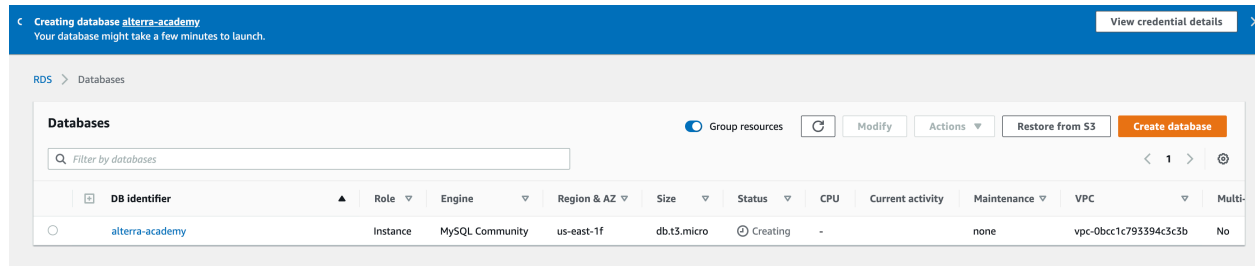 Creating database alterra-academy
View credential details
Your database might take a few minutes to launch.
RDS > Databases
Databases
Group resources
Modify
Actions
Restore from S3
Create database
Filter by databases
1
DB identifier Role Engine Region & AZ Size Status CPU Current activity Maintenance VPC Multi-
alterra-academy Instance MySQL Community us-east-1f db.t3.micro Creating - none vpc-0bcc1c793394c3c3b No